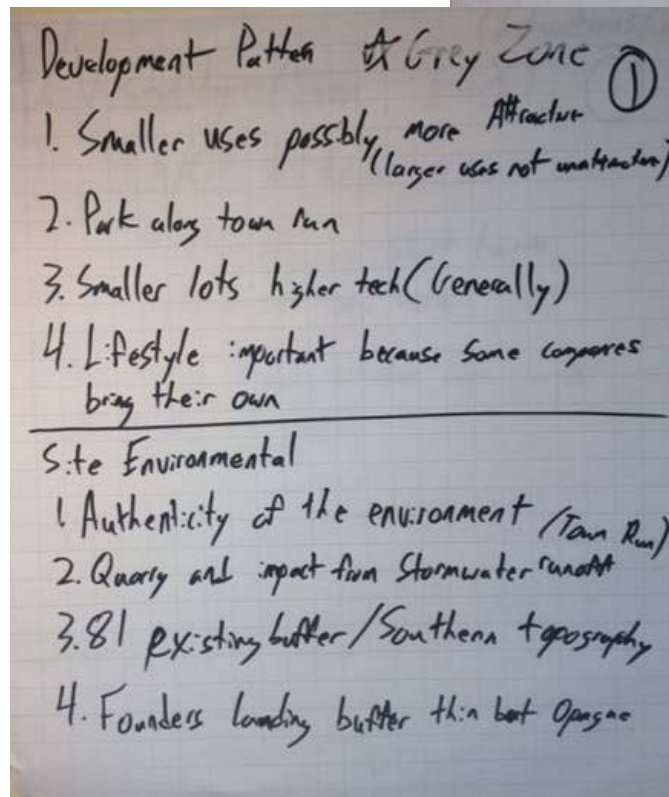 Development Patten ☆ Grey Zone ①
1. Smaller uses possibly more Attractive
(larger uses not unattractive)
2. Park along town run
3. Smaller lots higher tech (Generally)
4. Lifestyle important because some companies
bring their own
Site Environmental
1 Authenticity of the environment (Town Run)
2. Quarry and impact from Stormwater runoff
3. 81 existing buffer/Southern topography
4. Founders landing buffer thin but Opaque